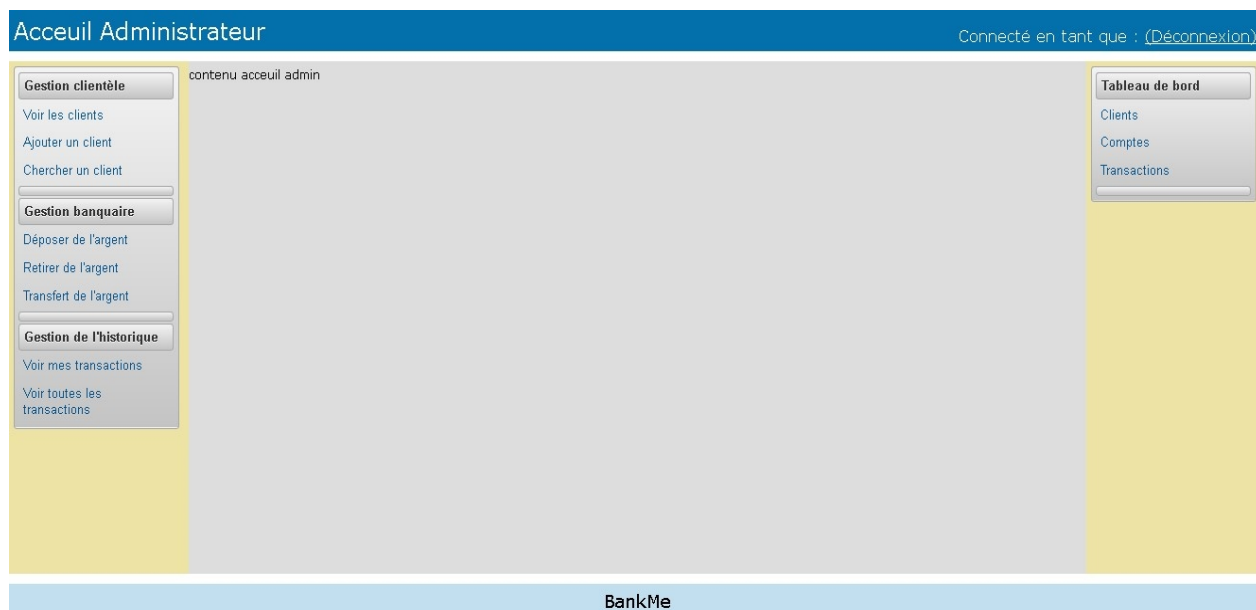 Acceuil Administrateur
Connecté en tant que : (Déconnexion)
Gestion clientèle
Voir les clients
Ajouter un client
Chercher un client
Gestion banquaire
Déposer de l'argent
Retirer de l'argent
Transfert de l'argent
Gestion de l'historique
Voir mes transactions
Voir toutes les
transactions
contenu acceuil admin
Tableau de bord
Clients
Comptes
Transactions
BankMe